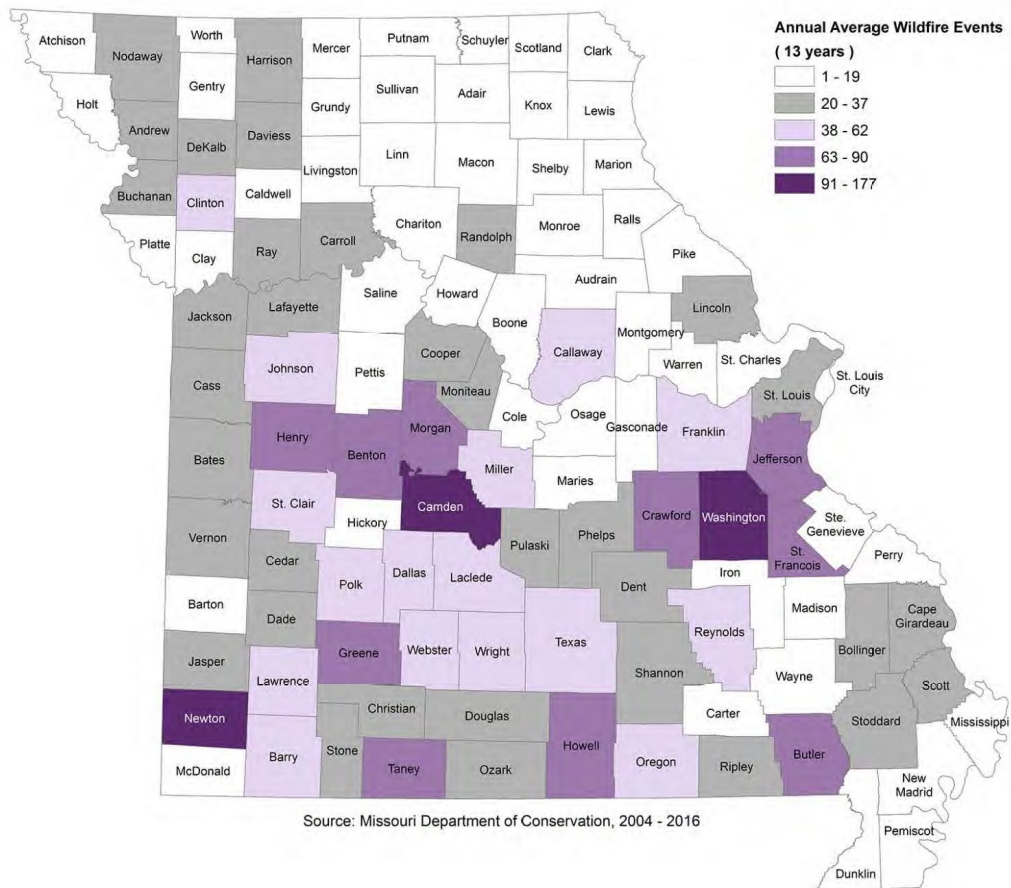 Annual Average Wildfire Events
( 13 years )
1 - 19
20 - 37
38 - 62
63 - 90
91 - 177
Atchison
Nodaway
Worth
Harrison
Mercer
Putnam
Schuyler
Scotland
Clark
Holt
Gentry
Sullivan
Adair
Knox
Lewis
Grundy
Andrew
DeKalb
Daviess
Livingston
Linn
Macon
Shelby
Marion
Buchanan
Clinton
Caldwell
Chariton
Randolph
Monroe
Ralls
Platte
Clay
Ray
Carroll
Pike
Audrain
Saline
Howard
Boone
Lincoln
Jackson
Lafayette
Montgomery
Cooper
Callaway
Warren
St. Charles
St. Louis
City
Johnson
Pettis
Cass
Moniteau
St. Louis
Cole
Osage
Gasconade
Franklin
Morgan
Henry
Benton
Jefferson
Bates
Miller
Maries
St. Clair
Camden
Crawford
Washington
Ste.
Genevieve
Hickory
Vernon
Pulaski
Phelps
St.
Francois
Perry
Cedar
Polk
Dallas
Laclede
Dent
Iron
Barton
Madison
Cape
Girardeau
Dade
Reynolds
Bollinger
Jasper
Greene
Webster
Wright
Texas
Shannon
Wayne
Lawrence
Scott
Newton
Christian
Douglas
Carter
Stoddard
Mississippi
Barry
Stone
Taney
Ozark
Howell
Oregon
Ripley
Butler
McDonald
New
Madrid
Pemiscot
Dunklin
Source: Missouri Department of Conservation, 2004 - 2016